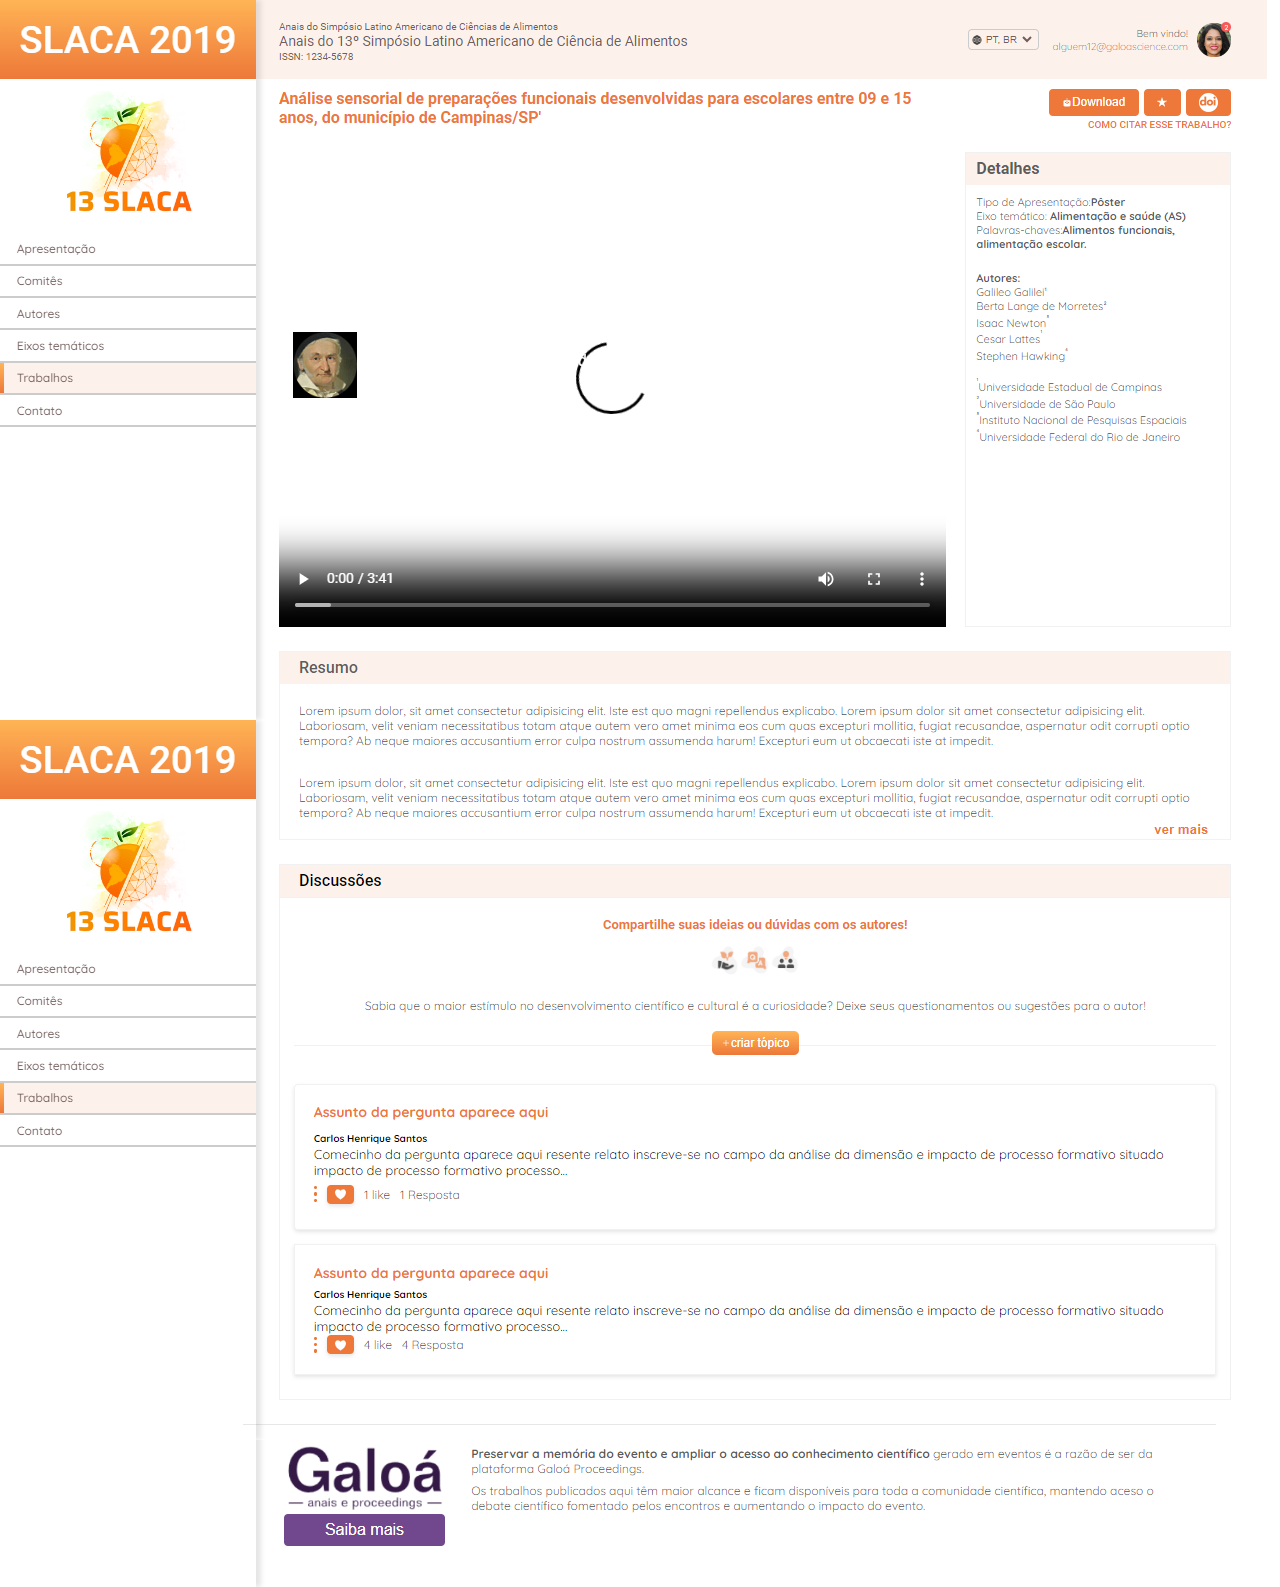 SLACA 2019
13 SLACA
Apresentação
Comitês
Autores
Eixos temáticos
Trabalhos
Contato
SLACA 2019
13 SLACA
Apresentação
Comitês
Autores
Eixos temáticos
Trabalhos
Contato
Anais do Simpósio Latino Americano de Ciências de Alimentos
Anais do 13º Simpósio Latino Americano de Ciência de Alimentos
ISSN: 1234-5678
PT, BR
Bem vindo!
alguem12@galoascience.com
2
Análise sensorial de preparações funcionais desenvolvidas para escolares entre 09 e 15
anos, do município de Campinas/SP'
Download
doi
COMO CITAR ESSE TRABALHO?
0:00 / 3:41
Detalhes
Tipo de Apresentação:Pôster
Eixo temático: Alimentação e saúde (AS)
Palavras-chaves:Alimentos funcionais,
alimentação escolar.
Autores:
Galileo Galilei¹
Berta Lange de Morretes²
Isaac Newton
Cesar Lattes
Stephen Hawking
¹Universidade Estadual de Campinas
²Universidade de São Paulo
³Instituto Nacional de Pesquisas Espaciais
⁴Universidade Federal do Rio de Janeiro
Resumo
Lorem ipsum dolor, sit amet consectetur adipisicing elit. Iste est quo magni repellendus explicabo. Lorem ipsum dolor sit amet consectetur adipisicing elit.
Laboriosam, velit veniam necessitatibus totam atque autem vero amet minima eos cum quas excepturi mollitia, fugiat recusandae, aspernatur odit corrupti optio
tempora? Ab neque maiores accusantium error culpa nostrum assumenda harum! Excepturi eum ut obcaecati iste at impedit.
Lorem ipsum dolor, sit amet consectetur adipisicing elit. Iste est quo magni repellendus explicabo. Lorem ipsum dolor sit amet consectetur adipisicing elit.
Laboriosam, velit veniam necessitatibus totam atque autem vero amet minima eos cum quas excepturi mollitia, fugiat recusandae, aspernatur odit corrupti optio
tempora? Ab neque maiores accusantium error culpa nostrum assumenda harum! Excepturi eum ut obcaecati iste at impedit.
ver mais
Discussões
Compartilhe suas ideias ou dúvidas com os autores!
Sabia que o maior estímulo no desenvolvimento científico e cultural é a curiosidade? Deixe seus questionamentos ou sugestões para o autor!
+criar tòpico
Assunto da pergunta aparece aqui
Carlos Henrique Santos
Comecinho da pergunta aparece aqui resente relato inscreve-se no campo da análise da dimensão e impacto de processo formativo situado
impacto de processo formativo processo...
1 like 1 Resposta
Assunto da pergunta aparece aqui
Carlos Henrique Santos
Comecinho da pergunta aparece aqui resente relato inscreve-se no campo da análise da dimensão e impacto de processo formativo situado
impacto de processo formativo processo...
4 like 4 Resposta
Galoá
anais e proceedings
Saiba mais
Preservar a memória do evento e ampliar o acesso ao conhecimento científico gerado em eventos é a razão de ser da
plataforma Galoá Proceedings.
Os trabalhos publicados aqui têm maior alcance e ficam disponíveis para toda a comunidade científica, mantendo aceso o
debate científico fomentado pelos encontros e aumentando o impacto do evento.